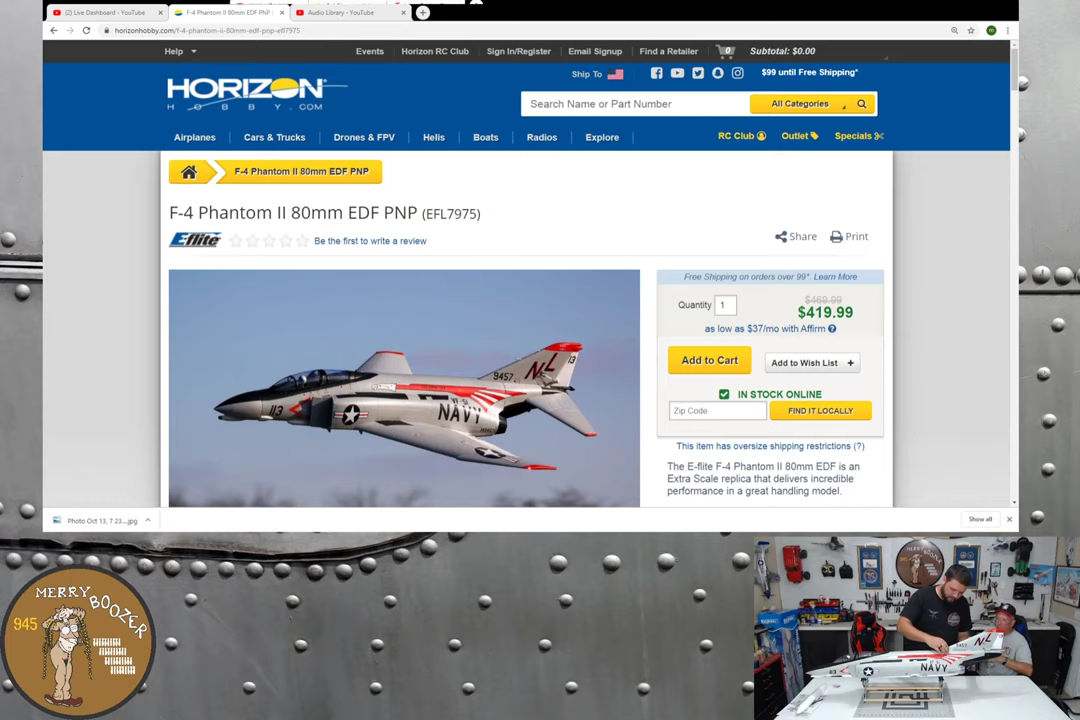 (2) Live Dashboard - YouTube
F-4 Phantom II 80mm EDF PNP
Audio Library - YouTube
horizonhobby.com/f-4-phantom-ii-80mm-edf-pnp-efl7975
m
Help
Events
Horizon RC Club
Sign In/Register
Email Signup
Find a Retailer
0
Subtotal: $0.00
HORIZON
HOBBY.COM
Ship To
$99 until Free Shipping*
Search Name or Part Number
All Categories
Airplanes
Cars & Trucks
Drones & FPV
Helis
Boats
Radios
Explore
RC Club
Outlet
Specials
F-4 Phantom II 80mm EDF PNP
F-4 Phantom II 80mm EDF PNP (EFL7975)
E-flite
Be the first to write a review
Share
Print
Free Shipping on orders over 99*. Learn More
Quantity
1
$469.99
$419.99
as low as $37/mo with Affirm ?
Add to Cart
Add to Wish List +
IN STOCK ONLINE
Zip Code
FIND IT LOCALLY
This item has oversize shipping restrictions (?)
The E-flite F-4 Phantom II 80mm EDF is an
Extra Scale replica that delivers incredible
performance in a great handling model.
13
NL
9457
113
NAVY
Photo Oct 13, 7 23....jpg
Show all
MERRY BOOZER
945
NL
NAVY